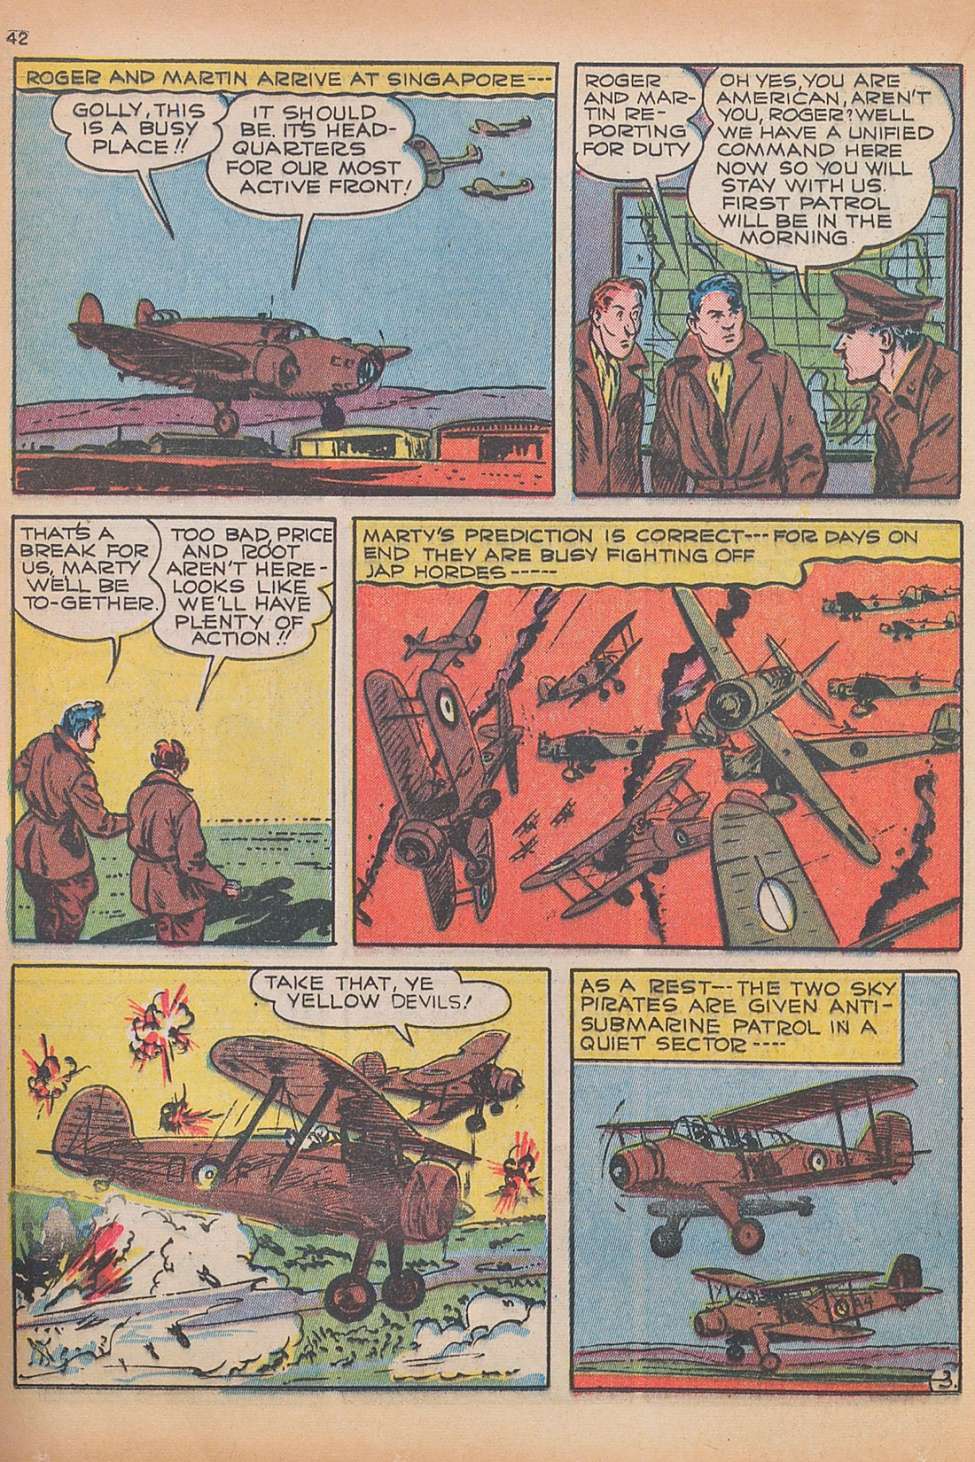 42
ROGER AND MARTIN ARRIVE AT SINGAPORE---
GOLLY, THIS
IS A BUSY
PLACE!!
IT SHOULD
BE. IT'S HEAD-
QUARTERS
FOR OUR MOST
ACTIVE FRONT!
ROGER
AND MAR-
TIN RE-
PORTING
FOR DUTY
OH YES, YOU ARE
AMERICAN, AREN'T
YOU, ROGER? WELL
WE HAVE A UNIFIED
COMMAND HERE
NOW SO YOU WILL
STAY WITH US.
FIRST PATROL
WILL BE IN THE
MORNING.
THAT'S A
BREAK FOR
US, MARTY
WE'LL BE
TO-GETHER.
TOO BAD, PRICE
AND ROOT
AREN'T HERE-
LOOKS LIKE
WE'LL HAVE
PLENTY OF
ACTION!!
MARTY'S PREDICTION IS CORRECT--- FOR DAYS ON
END THEY ARE BUSY FIGHTING OFF
JAP HORDES-----
TAKE THAT, YE
YELLOW DEVILS!
AS A REST-- THE TWO SKY
PIRATES ARE GIVEN ANTI-
SUBMARINE PATROL IN A
QUIET SECTOR----
A4
-3.